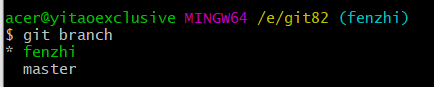 acer@yitaoexclusive MINGW64 /e/git82 (fenzhi)
$ git branch
* fenzhi
  master